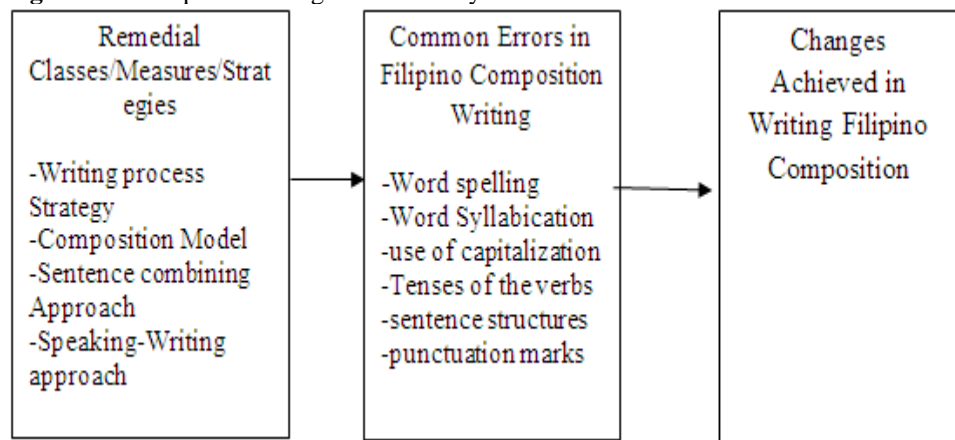 Remedial
Classes/Measures/Strat
egies
-Writing process
Strategy
-Composition Model
-Sentence combining
Approach
-Speaking-Writing
approach
Common Errors in
Filipino Composition
Writing
-Word spelling
-Word Syllabication
-use of capitalization
-Tenses of the verbs
-sentence structures
-punctuation marks
Changes
Achieved in
Writing Filipino
Composition